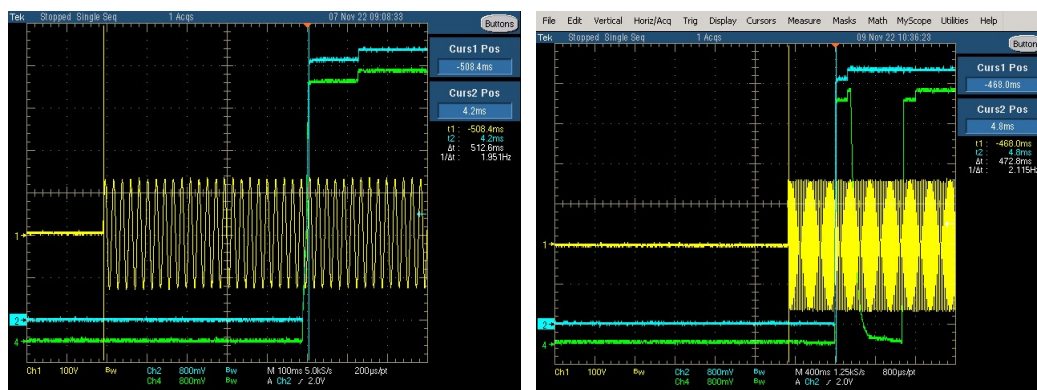 Tek Stopped Single Seq 1 Acqs 07 Nov 22 09:08:33 Buttons
Curs1 Pos
-508.4ms
Curs2 Pos
4.2ms
t1: -508.4ms
t2: 4.2ms
Δt: 512.6ms
1/Δt: 1.951Hz
1
2
4
Ch1 100V Bw Ch2 800mV Bw M 100ms 5.0kS/s 200µs/pt
Ch4 800mV Bw A Ch2 / 2.0V
File Edit Vertical Horiz/Acq Trig Display Cursors Measure Masks Math MyScope Utilities Help
Tek Stopped Single Seq 1 Acqs 09 Nov 22 10:36:23 Button
Curs1 Pos
-468.0ms
Curs2 Pos
4.8ms
t1: -468.0ms
t2: 4.8ms
Δt: 472.8ms
1/Δt: 2.115Hz
1
2
4
Ch1 100V Bw Ch2 800mV Bw M 400ms 1.25kS/s 800µs/pt
Ch4 800mV Bw A Ch2 / 2.0V